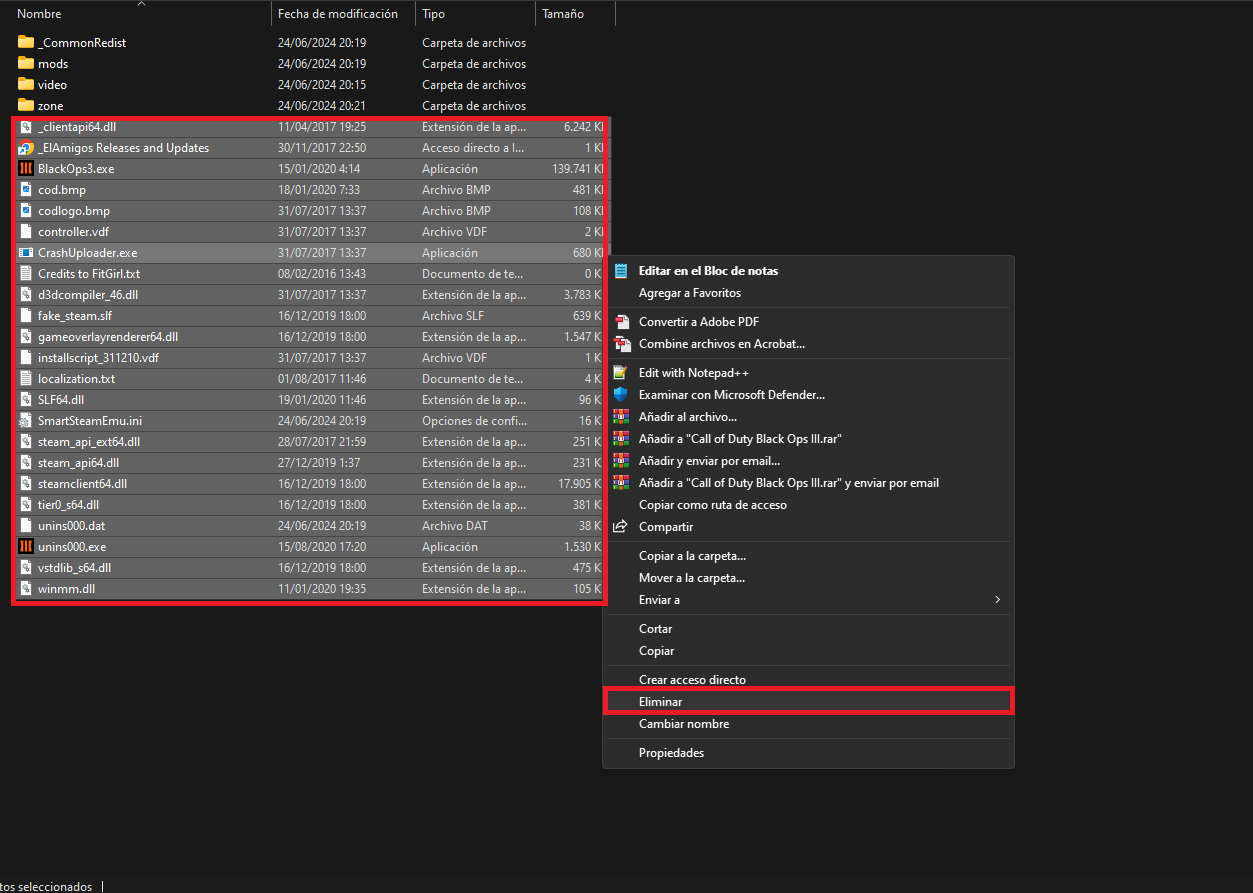 Nombre Fecha de modificación Tipo Tamaño
_CommonRedist 24/06/2024 20:19 Carpeta de archivos
mods 24/06/2024 20:19 Carpeta de archivos
video 24/06/2024 20:15 Carpeta de archivos
zone 24/06/2024 20:21 Carpeta de archivos
_clientapi64.dll 11/04/2017 19:25 Extensión de la ap... 6.242 K
_ElAmigos Releases and Updates 30/11/2017 22:50 Acceso directo a I... 1 K
BlackOps3.exe 15/01/2020 4:14 Aplicación 139.741 K
cod.bmp 18/01/2020 7:33 Archivo BMP 481 K
codlogo.bmp 31/07/2017 13:37 Archivo BMP 108 K
controller.vdf 31/07/2017 13:37 Archivo VDF 2 K
CrashUploader.exe 31/07/2017 13:37 Aplicación 680 K
Credits to FitGirl.txt 08/02/2016 13:43 Documento de te... 0 K
d3dcompiler_46.dll 31/07/2017 13:37 Extensión de la ap... 3.783 K
fake_steam.slf 16/12/2019 18:00 Archivo SLF 639 K
gameoverlayrenderer64.dll 16/12/2019 18:00 Extensión de la ap... 1.547 K
installscript_311210.vdf 31/07/2017 13:37 Archivo VDF 1 K
localization.txt 01/08/2017 11:46 Documento de te... 4 K
SLF64.dll 19/01/2020 11:46 Extensión de la ap... 96 K
SmartSteamEmu.ini 24/06/2024 20:19 Opciones de confi... 16 K
steam_api_ext64.dll 28/07/2017 21:59 Extensión de la ap... 251 K
steam_api64.dll 27/12/2019 1:37 Extensión de la ap... 231 K
steamclient64.dll 16/12/2019 18:00 Extensión de la ap... 17.905 K
tier0_s64.dll 16/12/2019 18:00 Extensión de la ap... 381 K
unins000.dat 24/06/2024 20:19 Archivo DAT 38 K
unins000.exe 15/08/2020 17:20 Aplicación 1.530 K
vstdlib_s64.dll 16/12/2019 18:00 Extensión de la ap... 475 K
winmm.dll 11/01/2020 19:35 Extensión de la ap... 105 K
Editar en el Bloc de notas
Agregar a Favoritos
Convertir a Adobe PDF
Combine archivos en Acrobat...
Edit with Notepad++
Examinar con Microsoft Defender...
Añadir al archivo...
Añadir a "Call of Duty Black Ops III.rar"
Añadir y enviar por email...
Añadir a "Call of Duty Black Ops III.rar" y enviar por email
Copiar como ruta de acceso
Compartir
Copiar a la carpeta...
Mover a la carpeta...
Enviar a
Cortar
Copiar
Crear acceso directo
Eliminar
Cambiar nombre
Propiedades
tos seleccionados